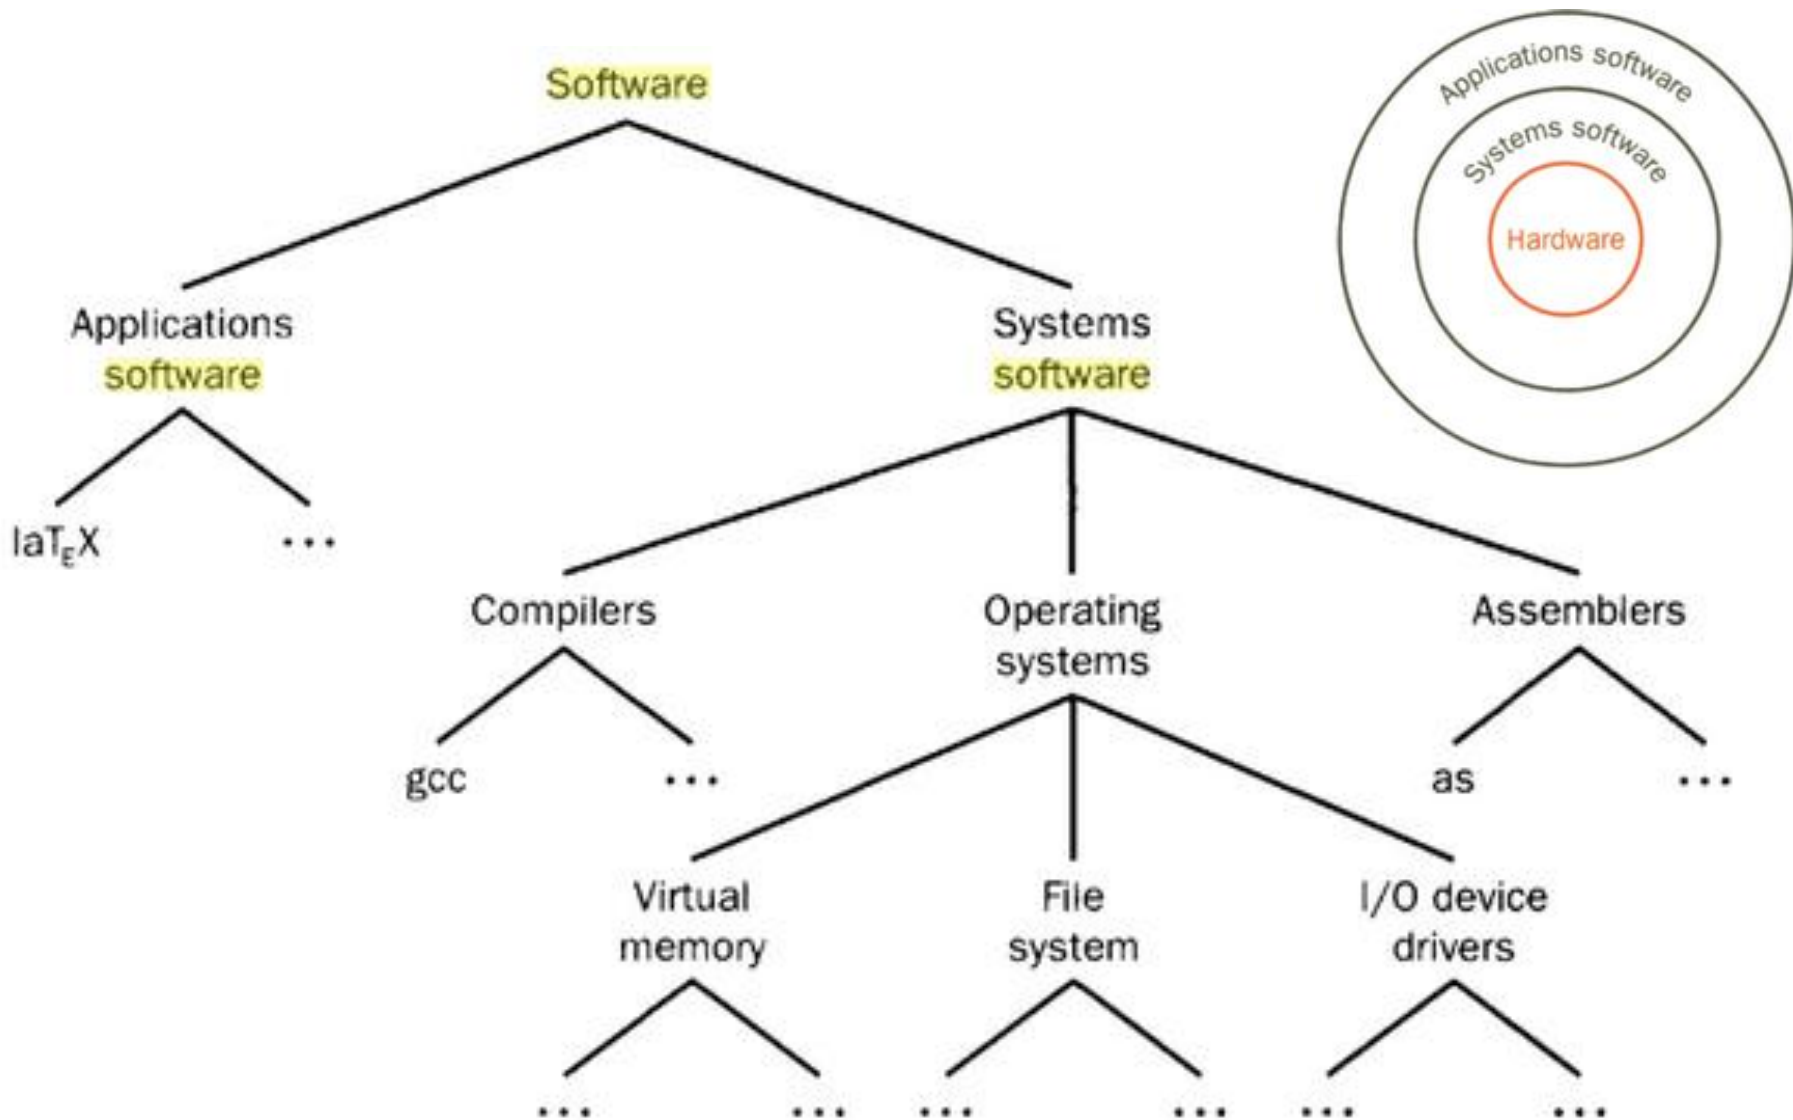 Software
Applications software
Systems software
Hardware
Applications
software
Systems
software
laTEX
...
Compilers
Operating
systems
Assemblers
gcc
...
as
...
Virtual
memory
File
system
I/O device
drivers
...
...
...
...
...
...